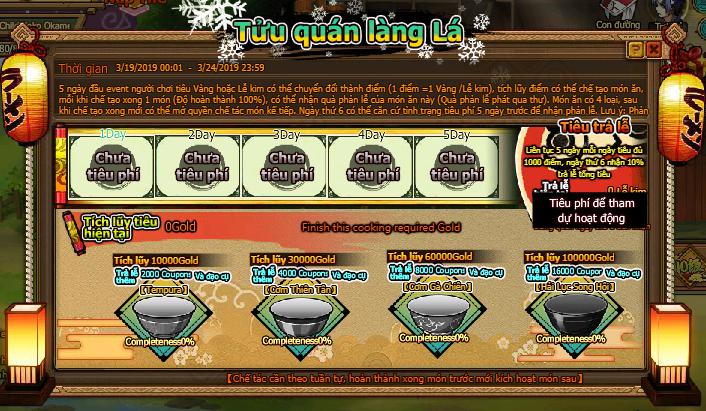 Tửu quán làng Lá
Con đường
Thời gian 3/19/2019 00:01 - 3/24/2019 23:59
5 ngày đầu event người chơi tiêu Vàng hoặc Lễ kim có thể chuyển đổi thành điểm (1 điểm =1 Vàng /Lễ kim), tích lũy điểm có thể chế tạo món ăn,
mỗi khi chế tạo xong 1 món (Độ hoàn thành 100%), có thể nhận quà phản lễ của món ăn này (Quà phản lễ phát qua thư). Món ăn có 4 loại, sau
khi chế tạo xong mới có thể mở quyền chế tác món kế tiếp. Ngày thứ 6 có thể căn cứ tình trạng tiêu phí 5 ngày trước để nhận phản lễ. Lưu ý: Phản
1Day 2Day 3Day 4Day 5Day
Chưa tiêu phí
Chưa tiêu phí
Chưa tiêu phí
Chưa tiêu phí
Chưa tiêu phí
Tiêu trả lễ
Liên tục 5 ngày mỗi ngày tiêu đủ
1000 điểm, ngày thứ 6 nhận 10%
trả lễ tổng tiêu
Trả lễ 0 Lễ kim
Tiêu phí để tham
dự hoạt động
Tích lũy tiêu
hiện tại 0Gold
Finish this cooking required Gold
Tích lũy 10000Gold
Trả lễ thêm 2000 Coupons Và đạo cụ
【Tempura】
Completeness0%
Tích lũy 30000Gold
Trả lễ thêm 4000 Coupons Và đạo cụ
【Cơm Thiên Tân】
Completeness0%
Tích lũy 60000Gold
Trả lễ thêm 8000 Coupons Và đạo cụ
【Cơm Gà Chiên】
Completeness0%
Tích lũy 100000Gold
Trả lễ thêm 16000 Coupor Và đạo cụ
【Hải Lục Song Hội】
Completeness0%
【Chế tác cần theo tuần tự, hoàn thành xong món trước mới kích hoạt món sau】